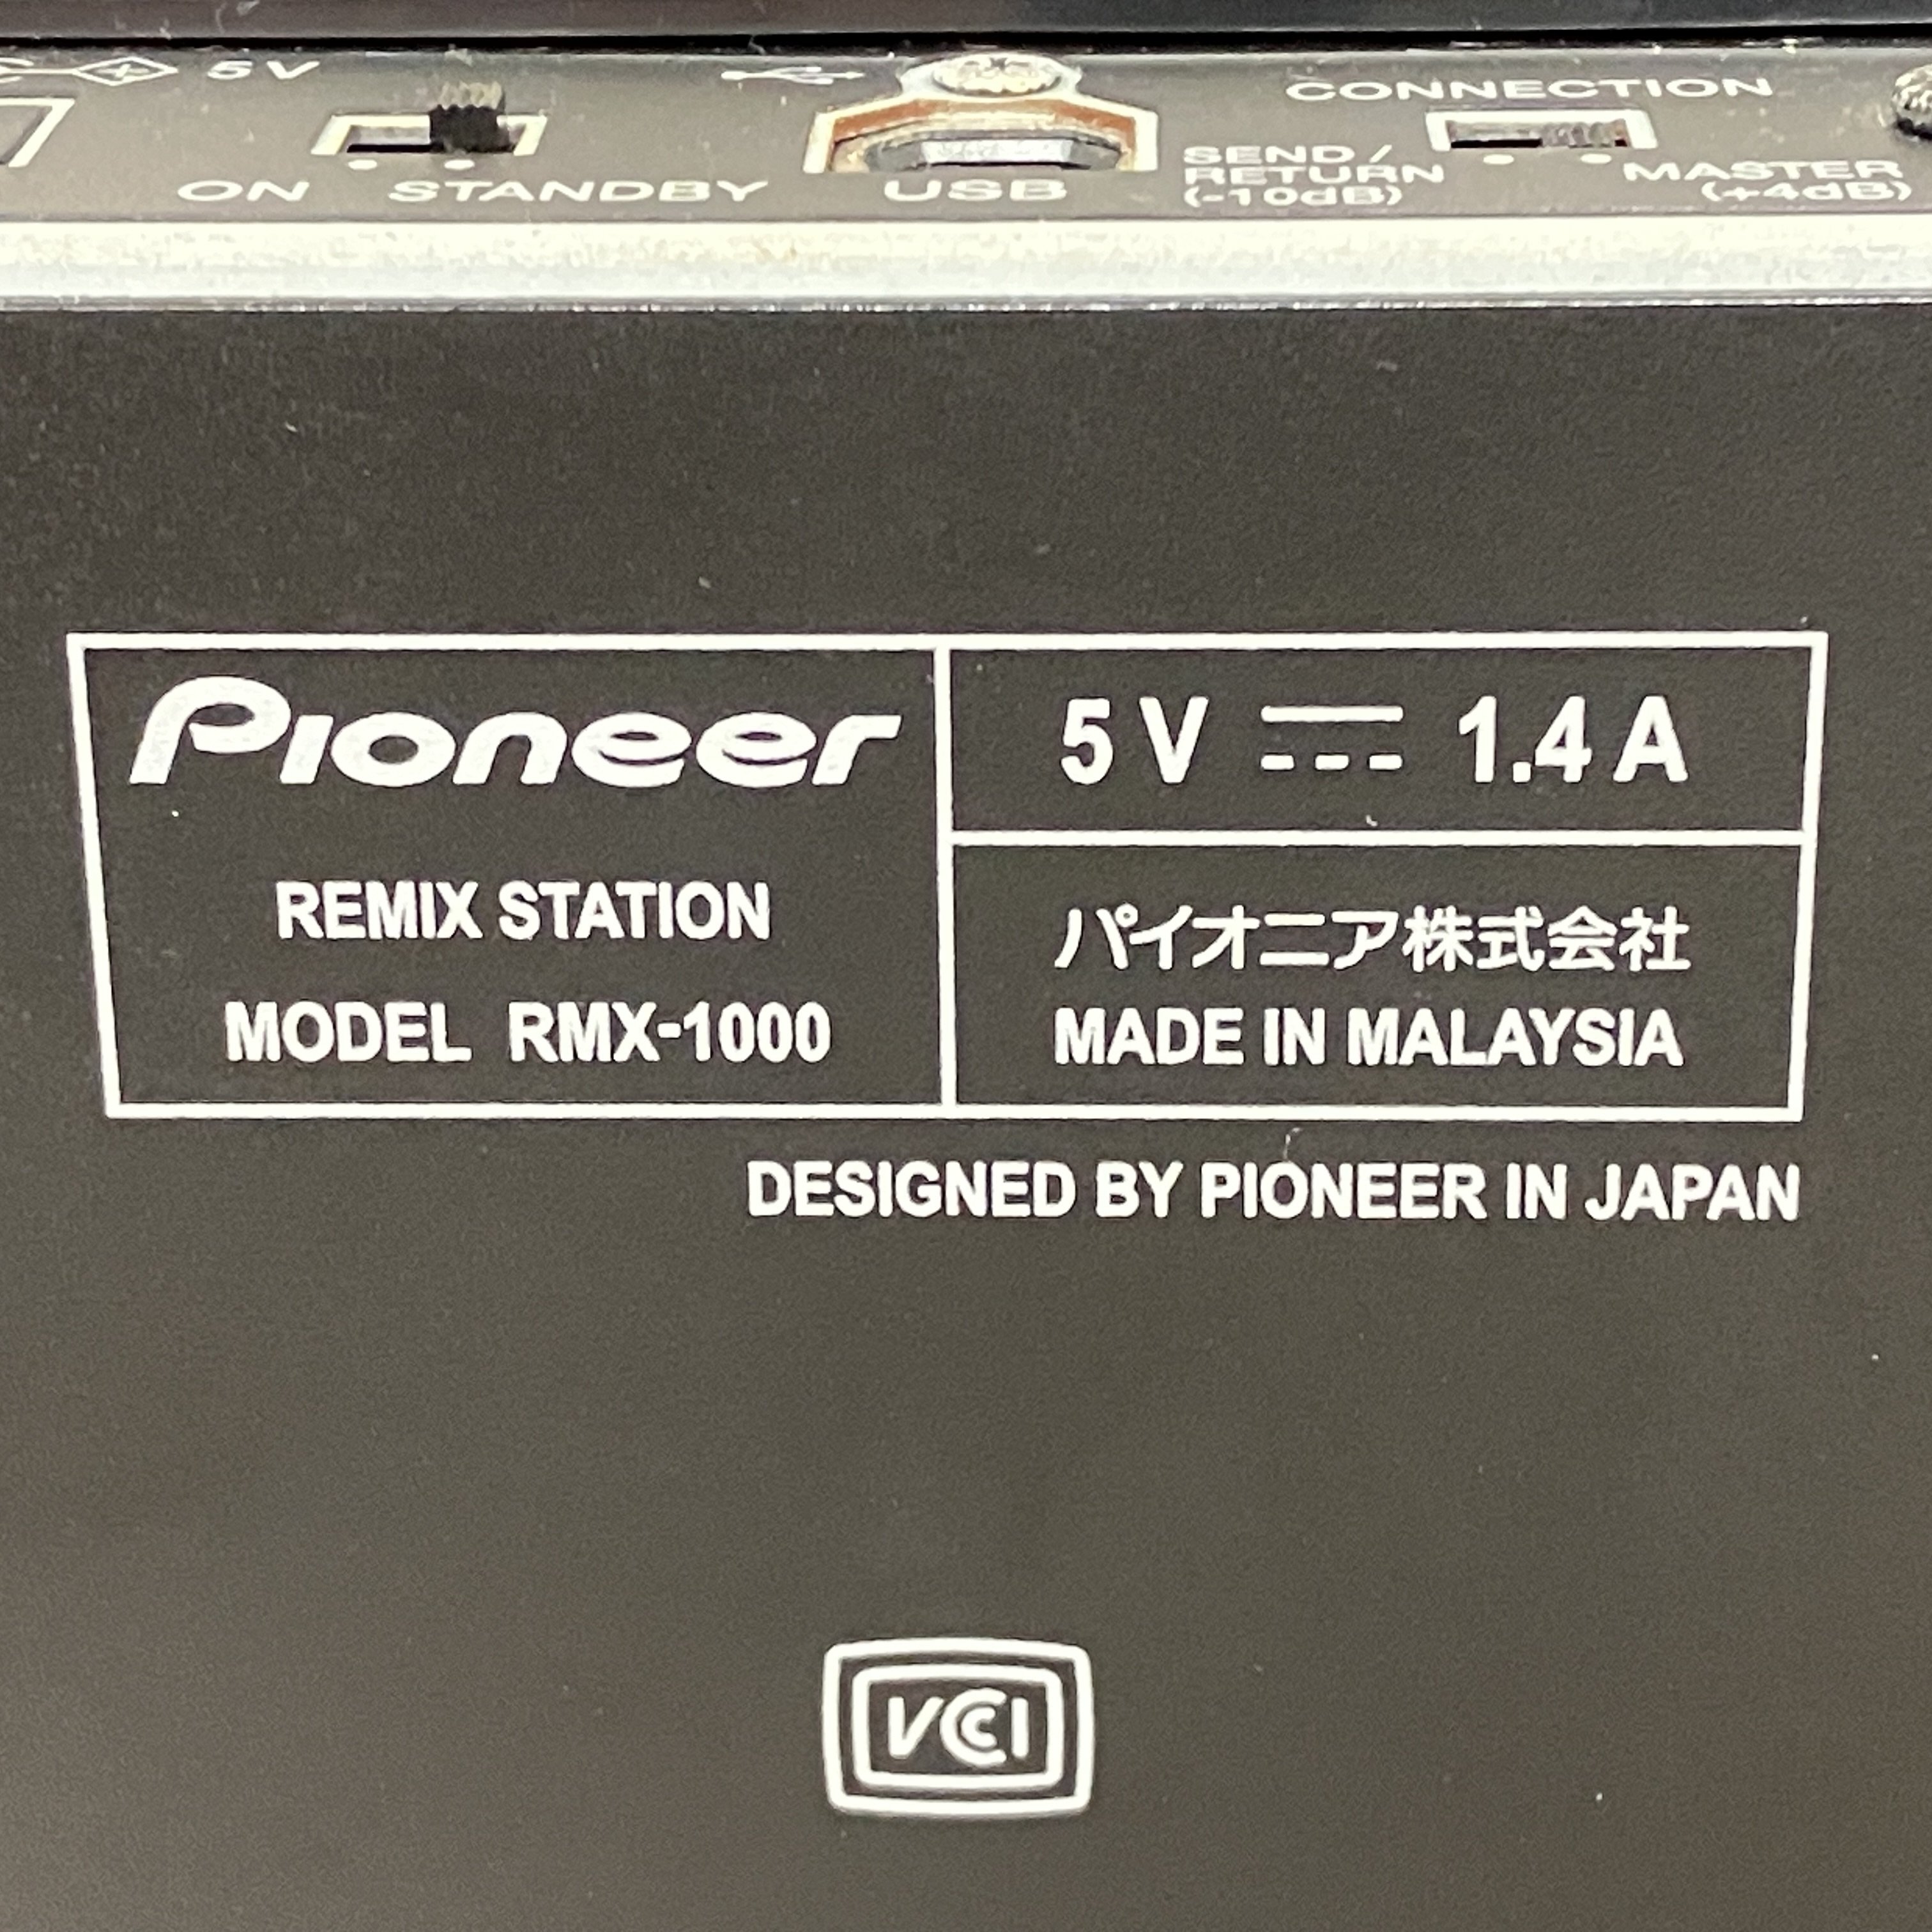 5V
ON STANDBY
USB
CONNECTION
SEND/
RETURN
(-10dB)
MASTER
(+4dB)
Pioneer
REMIX STATION
MODEL RMX-1000
5 V 1.4 A
パイオニア株式会社
MADE IN MALAYSIA
DESIGNED BY PIONEER IN JAPAN
VCCI